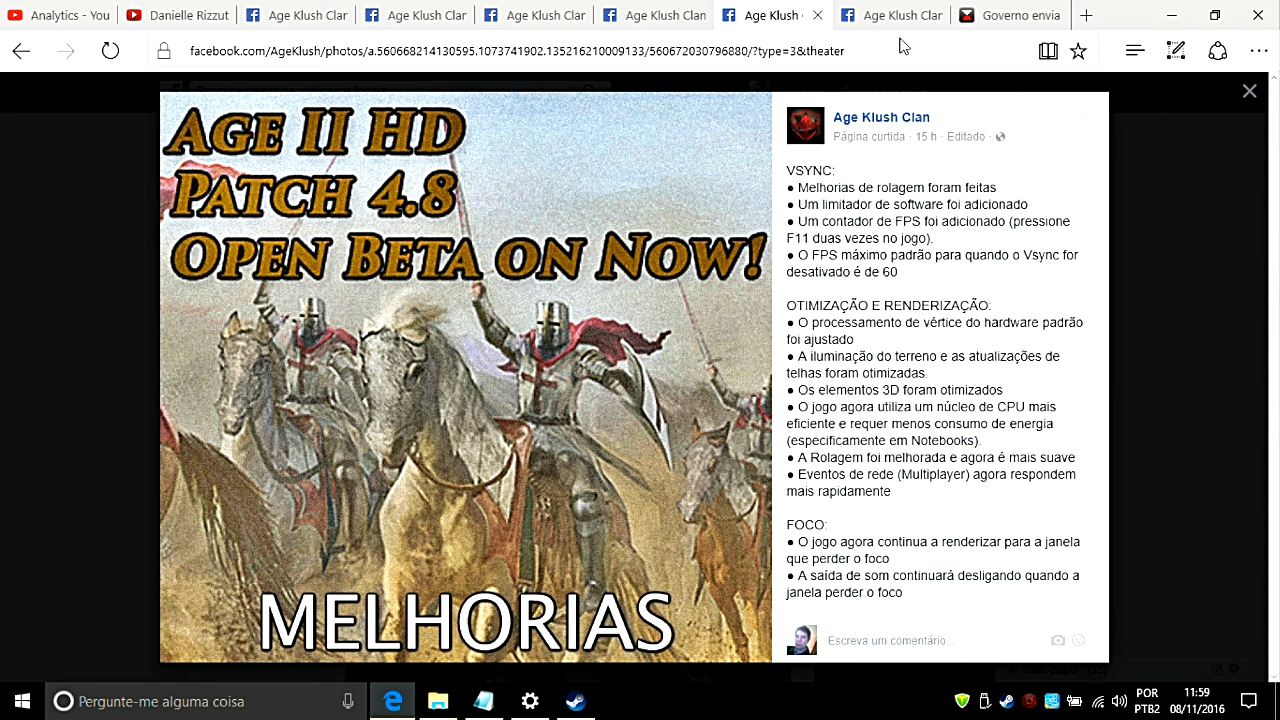 Analytics - You
Danielle Rizzut
Age Klush Clar
Age Klush Clar
Age Klush Clar
Age Klush Clan
Age Klush
Age Klush Clar
Governo envia
facebook.com/AgeKlush/photos/a.560668214130595.1073741902.135216210009133/560672030796880/?type=3&theater
Age II HD
Patch 4.8
Open Beta on Now!
MELHORIAS
Age Klush Clan
Página curtida · 15 h · Editado ·
VSYNC:
● Melhorias de rolagem foram feitas
● Um limitador de software foi adicionado
● Um contador de FPS foi adicionado (pressione
F11 duas vezes no jogo).
● O FPS máximo padrão para quando o Vsync for
desativado é de 60
OTIMIZAÇÃO E RENDERIZAÇÃO:
● O processamento de vértice do hardware padrão
foi ajustado
● A iluminação do terreno e as atualizações de
telhas foram otimizadas.
● Os elementos 3D foram otimizados
● O jogo agora utiliza um núcleo de CPU mais
eficiente e requer menos consumo de energia
(especificamente em Notebooks).
● A Rolagem foi melhorada e agora é mais suave
● Eventos de rede (Multiplayer) agora respondem
mais rapidamente
FOCO:
● O jogo agora continua a renderizar para a janela
que perder o foco
● A saída de som continuará desligando quando a
janela perder o foco
Escreva um comentário...
Pergunte-me alguma coisa
POR
PTB2
11:59
08/11/2016